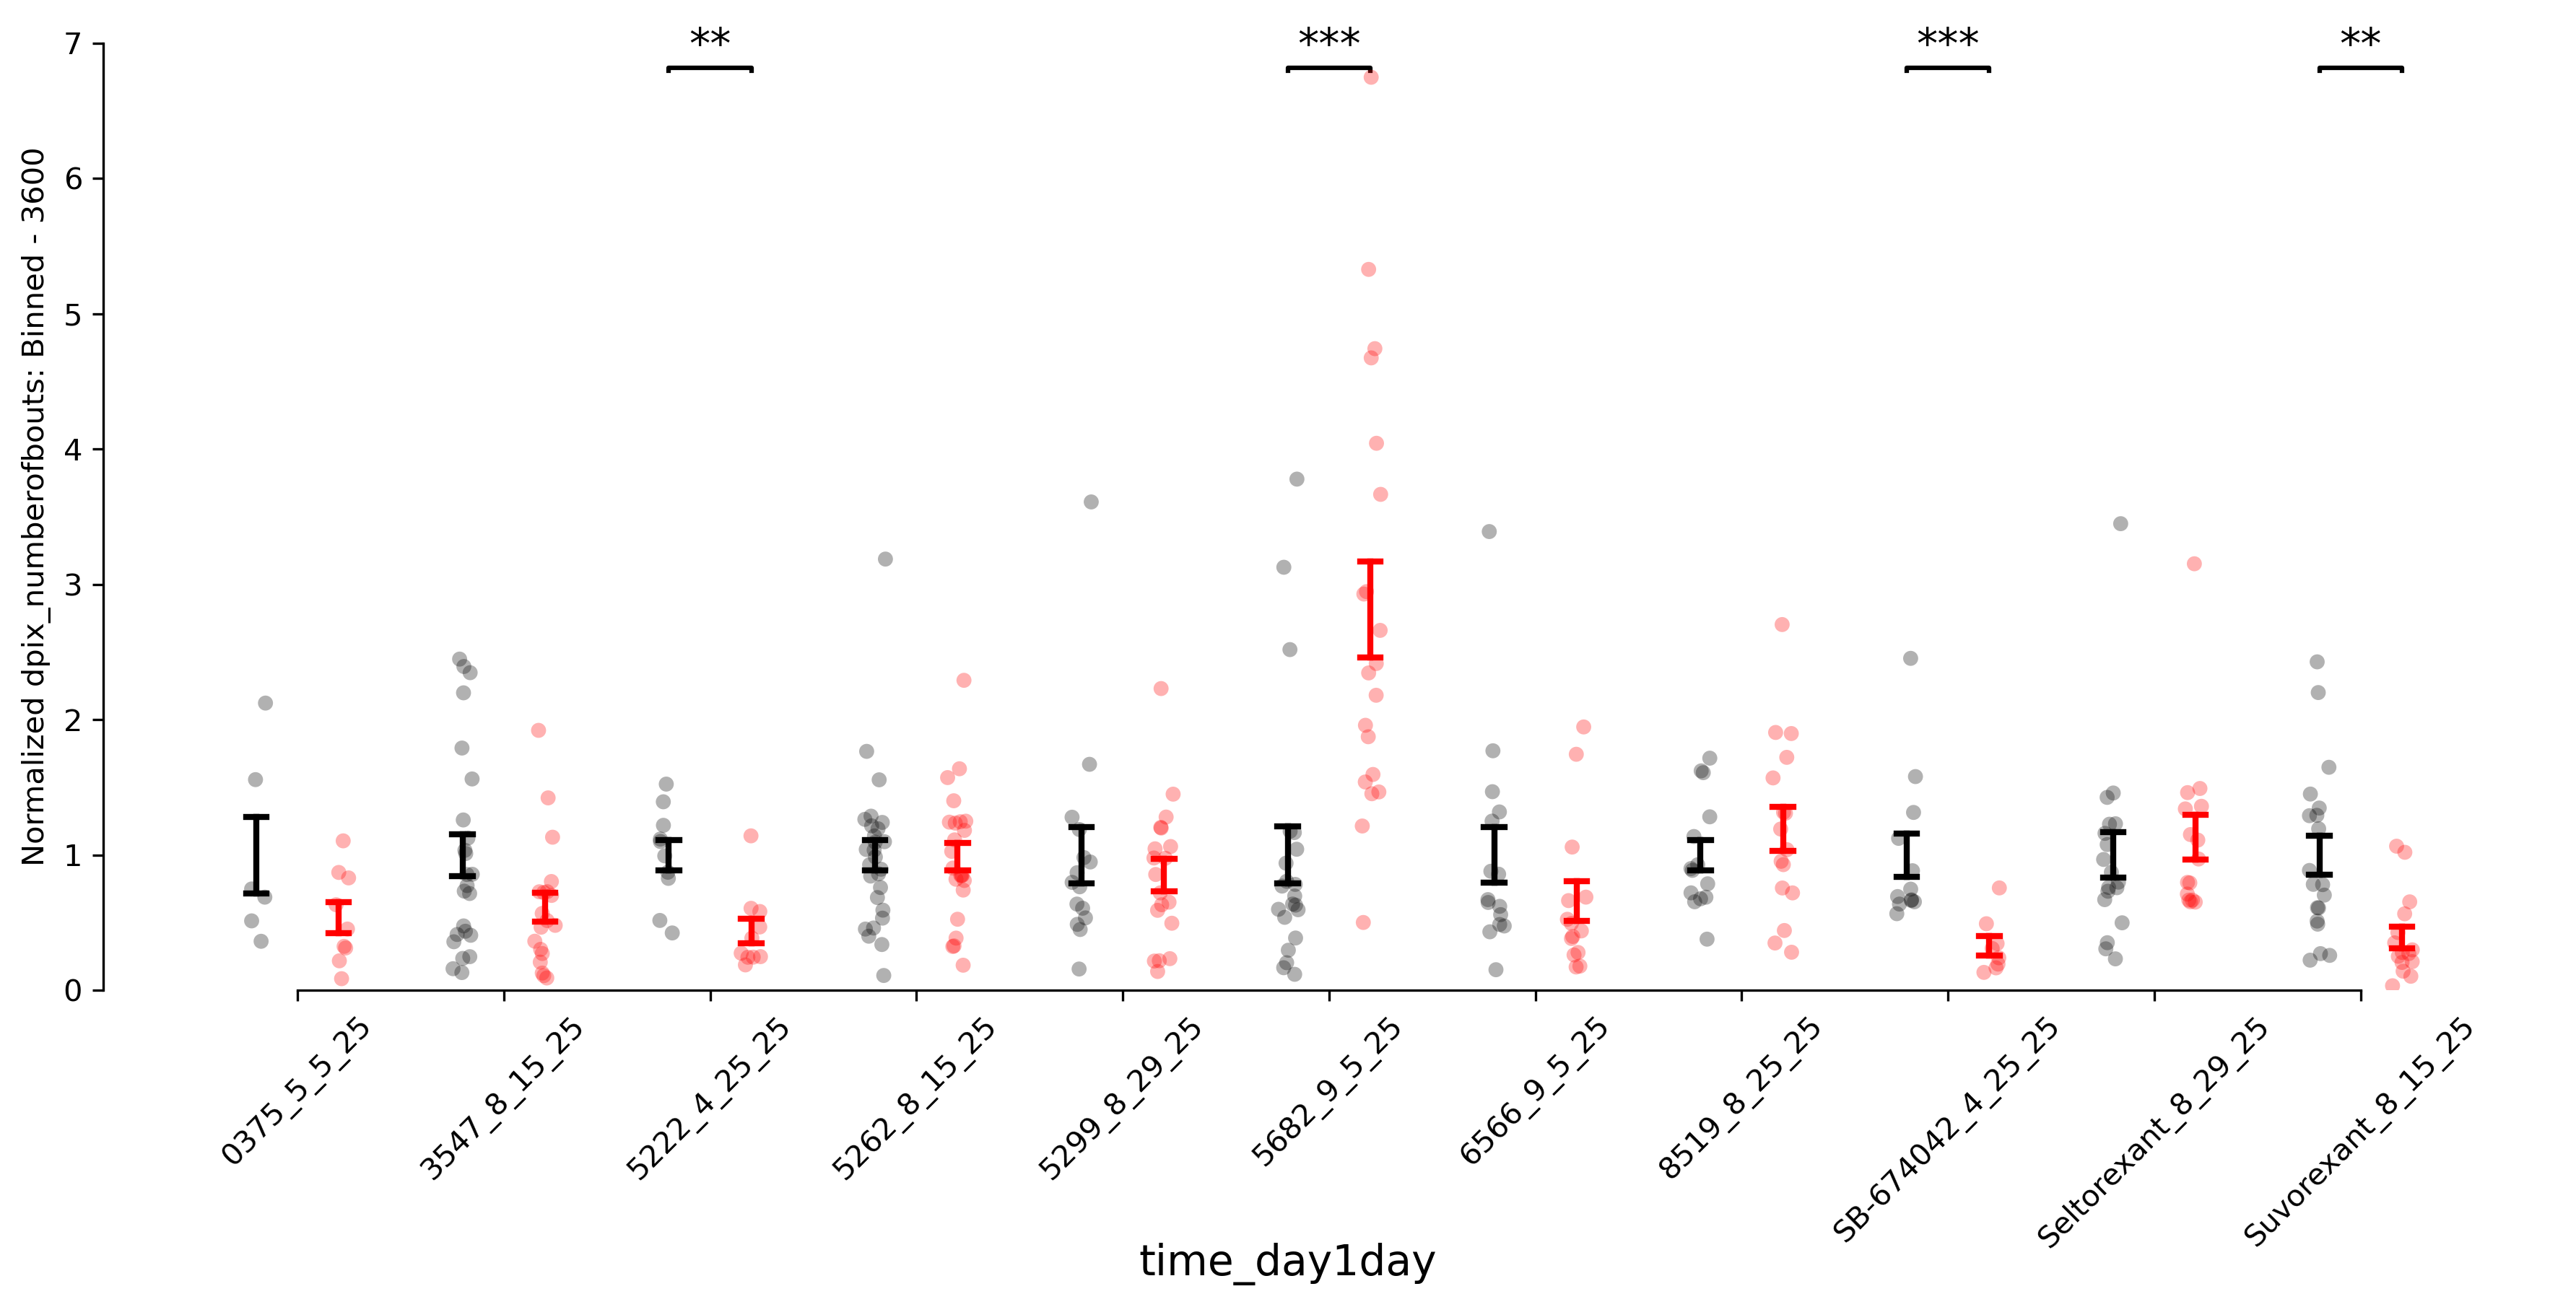 ** *** *** **
7
6
5
4
3
2
1
0
Normalized dpix_numberofbouts: Binned - 3600
0375_5_5_25
3547_8_15_25
5222_4_25_25
5262_8_15_25
5299_8_29_25
5682_9_5_25
6566_9_5_25
8519_8_25_25
SB-674042_4_25_25
Seltorexant_8_29_25
Suvorexant_8_15_25
time_day1day